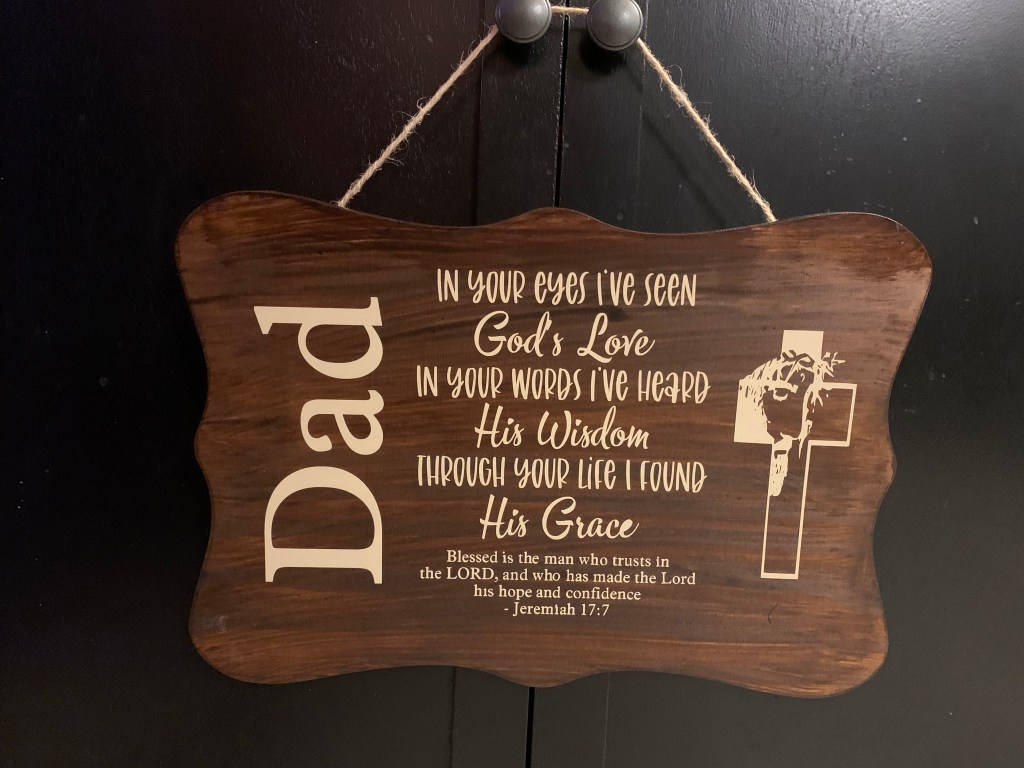 Dad
IN YOUR EYES I'VE SEEN
God's Love
IN YOUR WORDS I'VE HEARD
His Wisdom
THROUGH YOUR LIFE I FOUND
His Grace
Blessed is the man who trusts in
the LORD, and who has made the Lord
his hope and confidence
- Jeremiah 17:7